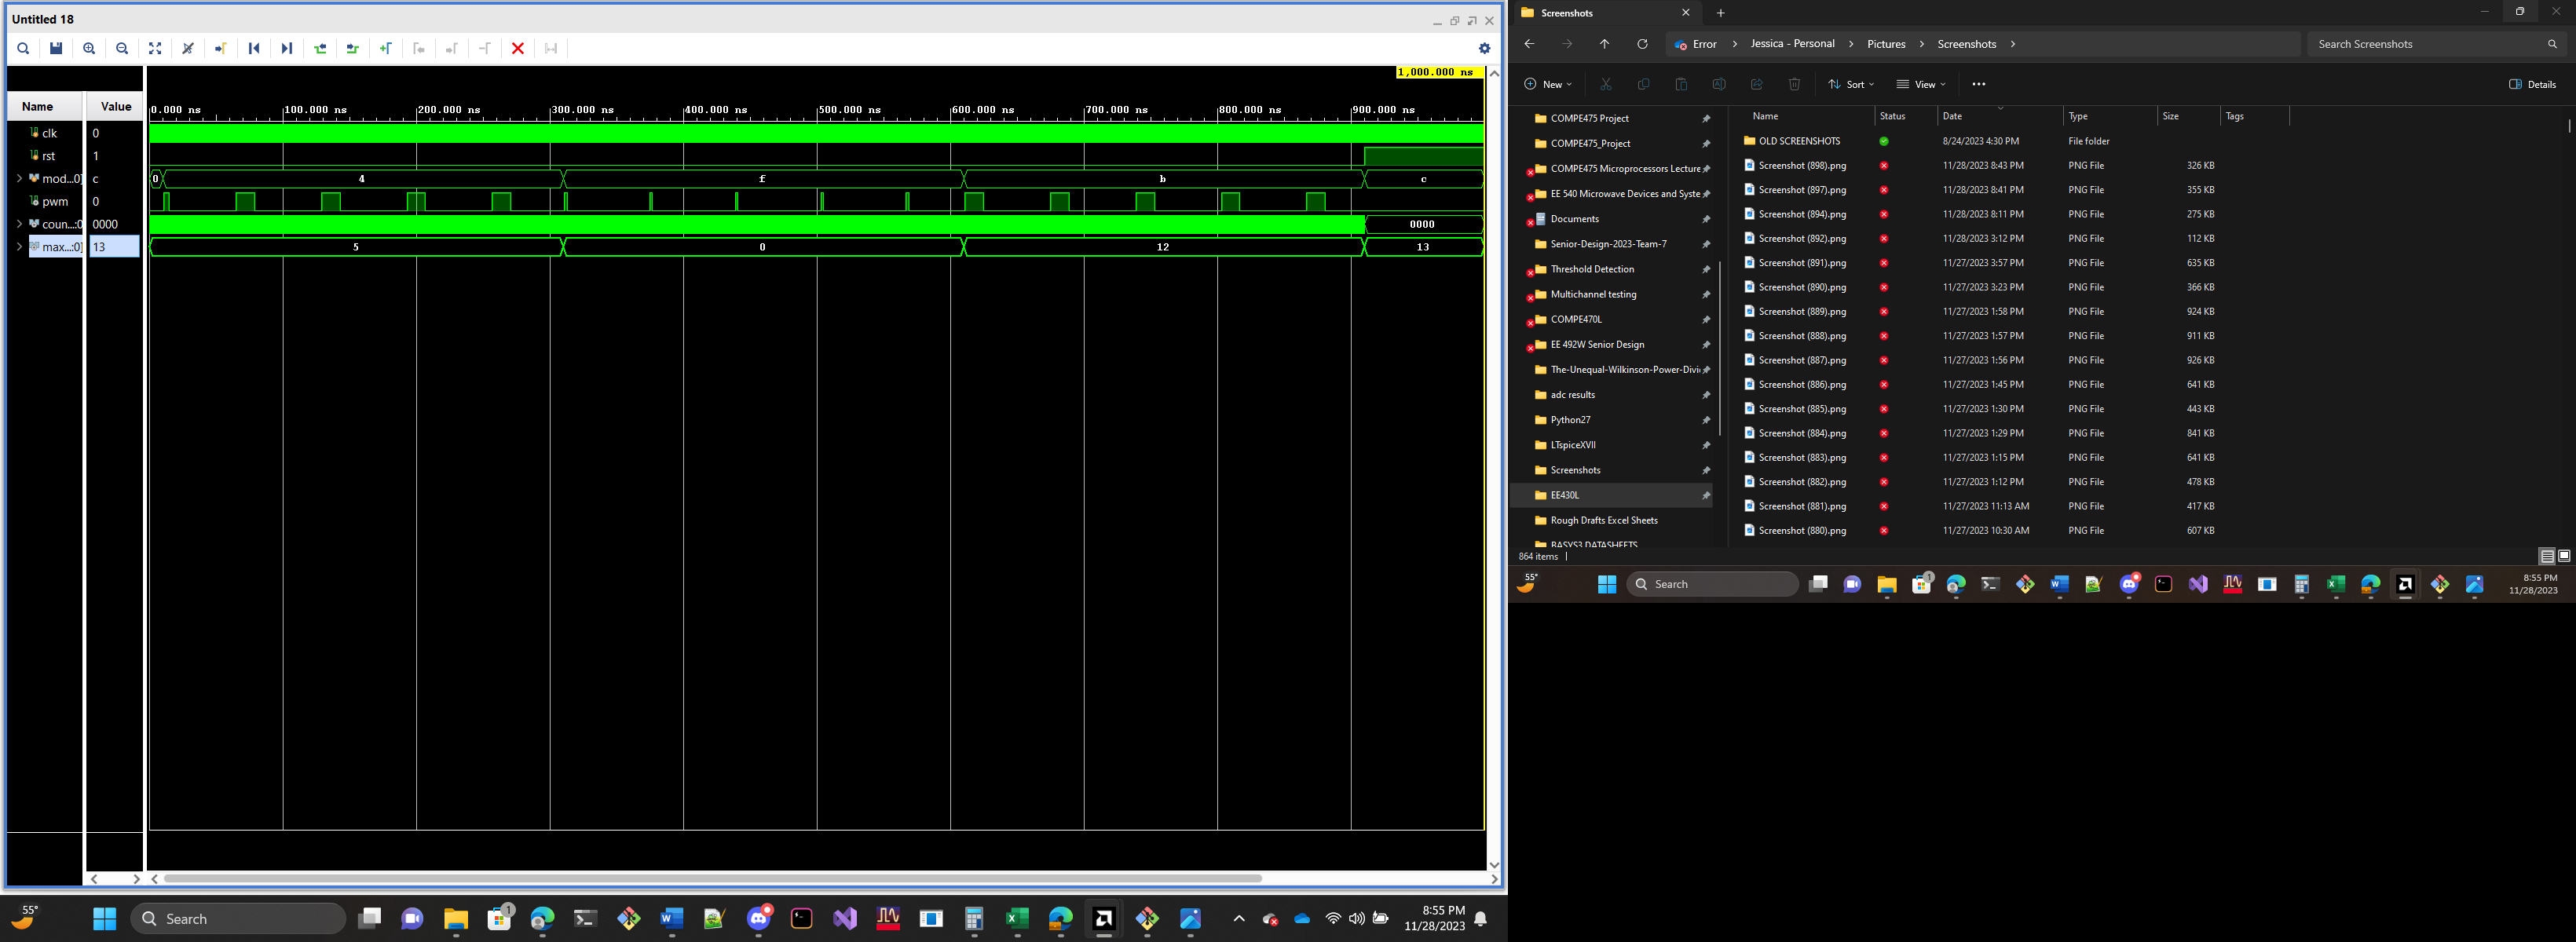 Untitled 18
1,000.000 ns
Name Value
0.000 ns 100.000 ns 200.000 ns 300.000 ns 400.000 ns 500.000 ns 600.000 ns 700.000 ns 800.000 ns 900.000 ns
clk 0
rst 1
mod...0] c 0 4 f b c
pwm 0
coun...:0 0000 0000
max...:0] 13 5 0 12 13
55° Search 1 8:55 PM
11/28/2023
Screenshots
Error Jessica - Personal Pictures Screenshots Search Screenshots
New Sort View Details
COMPE475 Project
COMPE475_Project
COMPE475 Microprocessors Lecture
EE 540 Microwave Devices and Syste
Documents
Senior-Design-2023-Team-7
Threshold Detection
Multichannel testing
COMPE470L
EE 492W Senior Design
The-Unequal-Wilkinson-Power-Divi
adc results
Python27
LTspiceXVII
Screenshots
EE430L
Rough Drafts Excel Sheets
BASYS3 DATASHEETS
Name Status Date Type Size Tags
OLD SCREENSHOTS 8/24/2023 4:30 PM File folder
Screenshot (898).png 11/28/2023 8:43 PM PNG File 326 KB
Screenshot (897).png 11/28/2023 8:41 PM PNG File 355 KB
Screenshot (894).png 11/28/2023 8:11 PM PNG File 275 KB
Screenshot (892).png 11/28/2023 3:12 PM PNG File 112 KB
Screenshot (891).png 11/27/2023 3:57 PM PNG File 635 KB
Screenshot (890).png 11/27/2023 3:23 PM PNG File 366 KB
Screenshot (889).png 11/27/2023 1:58 PM PNG File 924 KB
Screenshot (888).png 11/27/2023 1:57 PM PNG File 911 KB
Screenshot (887).png 11/27/2023 1:56 PM PNG File 926 KB
Screenshot (886).png 11/27/2023 1:45 PM PNG File 641 KB
Screenshot (885).png 11/27/2023 1:30 PM PNG File 443 KB
Screenshot (884).png 11/27/2023 1:29 PM PNG File 841 KB
Screenshot (883).png 11/27/2023 1:15 PM PNG File 641 KB
Screenshot (882).png 11/27/2023 1:12 PM PNG File 478 KB
Screenshot (881).png 11/27/2023 11:13 AM PNG File 417 KB
Screenshot (880).png 11/27/2023 10:30 AM PNG File 607 KB
864 items
55° Search 1 8:55 PM
11/28/2023